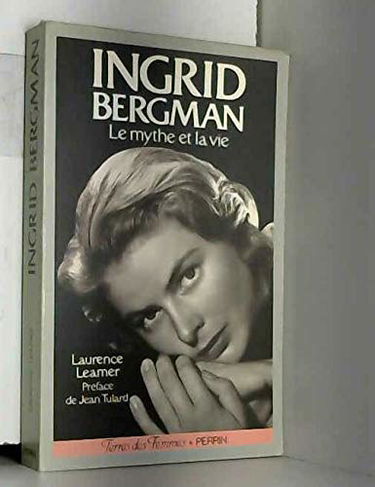 INGRID
BERGMAN
Le mythe et la vie
Laurence
Leamer
Préface
de Jean Tulard
Terres des Femmes • PERRIN
INGRID BERGMAN